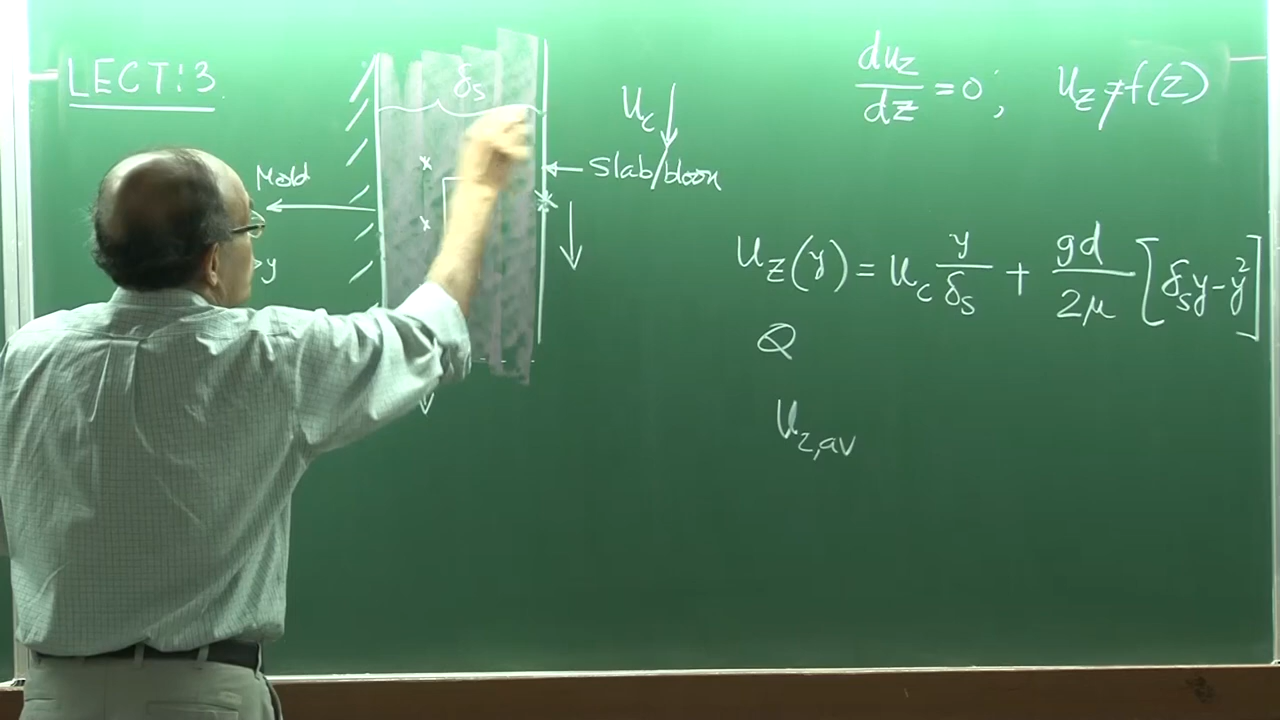 LECT:3
δs
Mold
y
Uc
slab/bloom
duz/dz = 0; Uz ≠ f(z)
Uz(y) = Uc y/δs + gd/2μ [δsy - y²]
Q
Uz,av